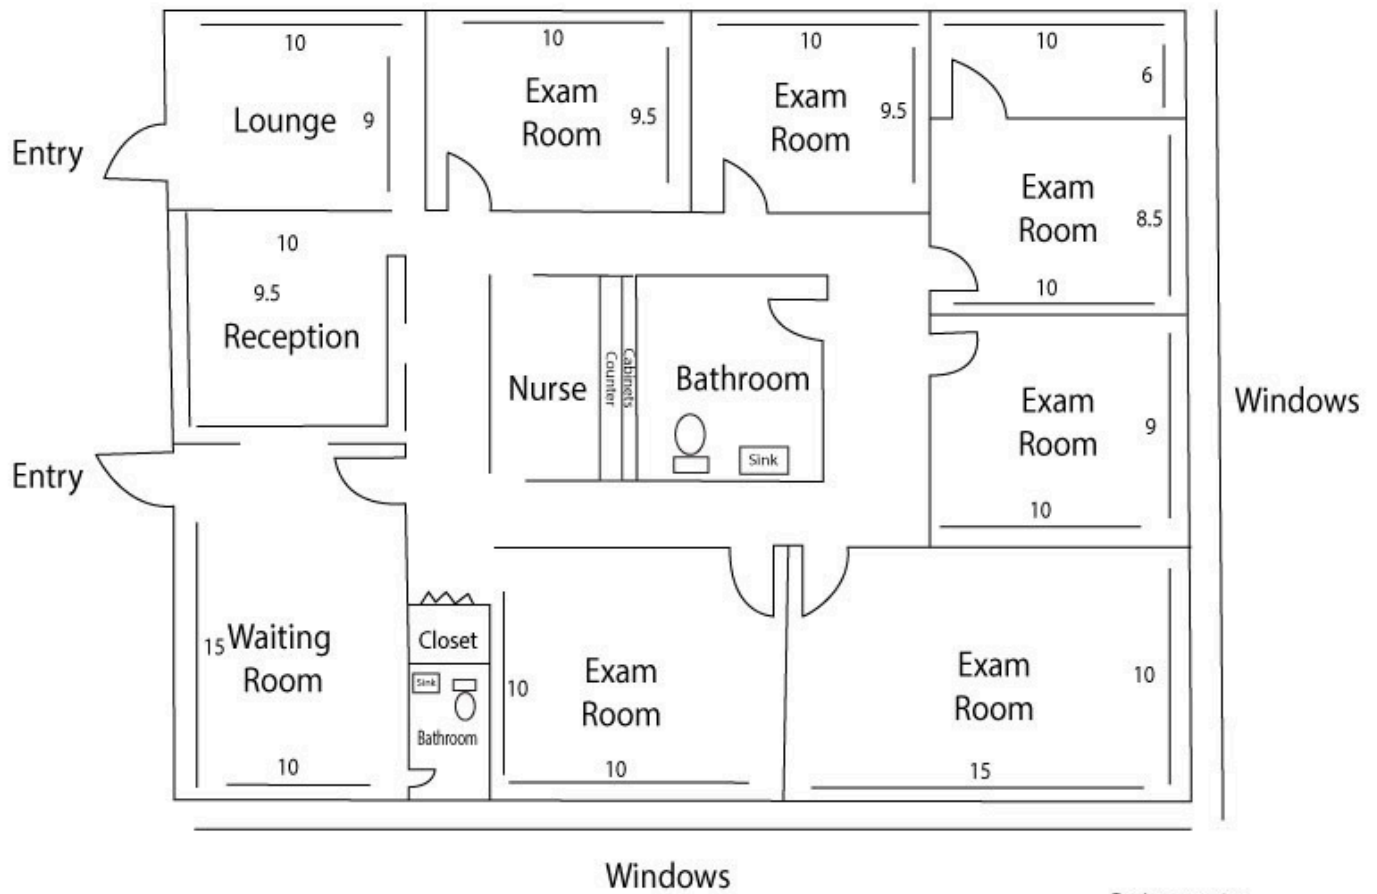 10
10
10
10
6
Lounge
9
Exam
Room
9.5
Exam
Room
9.5
Entry
Exam
Room
8.5
10
10
9.5
Reception
Nurse
Counter
Cabinets
Bathroom
Sink
Exam
Room
9
10
Windows
Entry
15
Waiting
Room
10
Closet
Sink
Bathroom
Exam
Room
10
10
Exam
Room
10
15
Windows